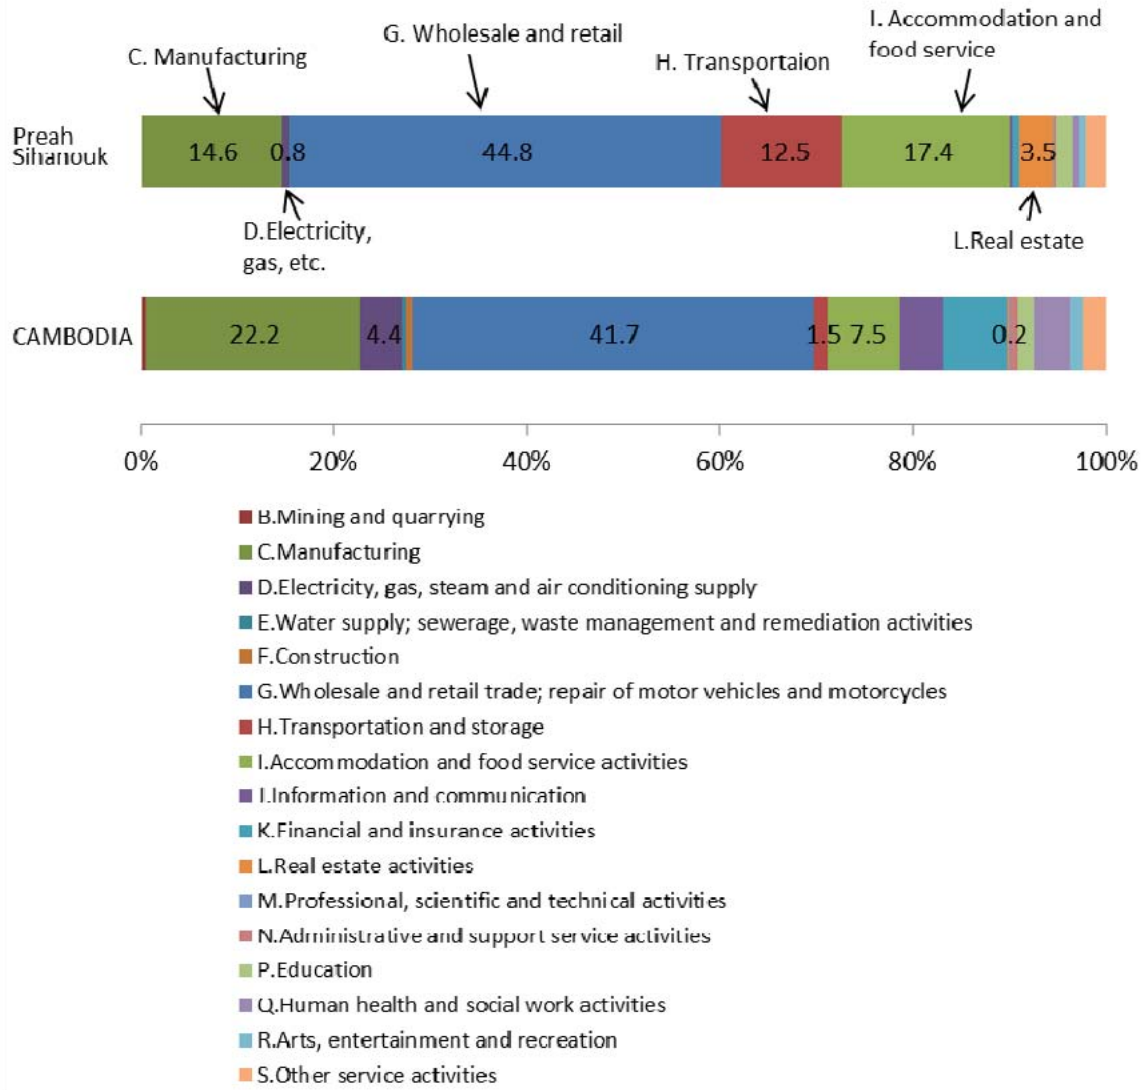 I. Accommodation and
food service
G. Wholesale and retail
C. Manufacturing
H. Transportaion
Preah
Sihanouk
14.6 0.8 44.8 12.5 17.4 3.5
D.Electricity,
gas, etc.
L.Real estate
CAMBODIA 22.2 4.4 41.7 1.5 7.5 0.2
0% 20% 40% 60% 80% 100%
B.Mining and quarrying
C.Manufacturing
D.Electricity, gas, steam and air conditioning supply
E.Water supply; sewerage, waste management and remediation activities
F.Construction
G.Wholesale and retail trade; repair of motor vehicles and motorcycles
H.Transportation and storage
I.Accommodation and food service activities
J.Information and communication
K.Financial and insurance activities
L.Real estate activities
M.Professional, scientific and technical activities
N.Administrative and support service activities
P.Education
Q.Human health and social work activities
R.Arts, entertainment and recreation
S.Other service activities